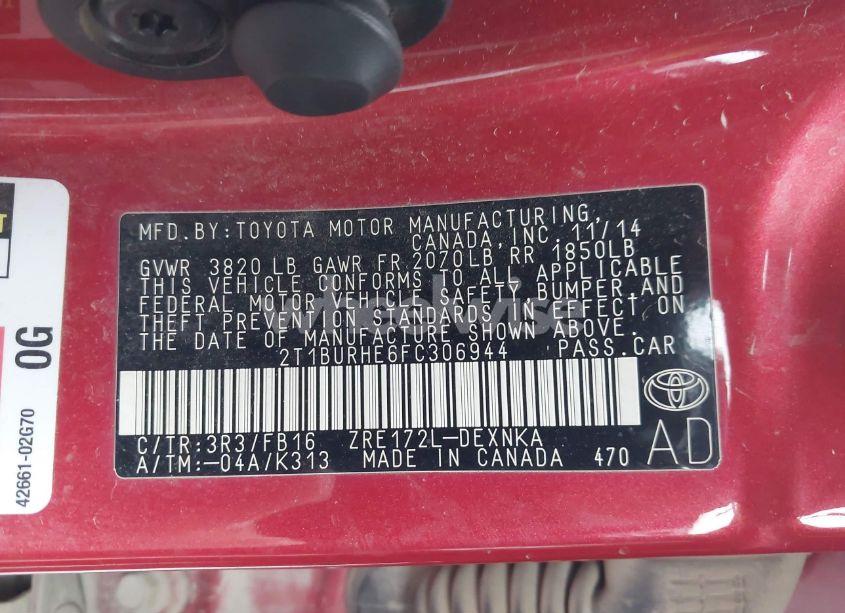 MFD.BY:TOYOTA MOTOR MANUFACTURING,
CANADA,INC. 11/14
GVWR 3820 LB GAWR FR 2070LB RR 1850LB
THIS VEHICLE CONFORMS TO ALL APPLICABLE
FEDERAL MOTOR VEHICLE SAFETY, BUMPER,AND
THEFT PREVENTION STANDARDS IN EFFECT ON
THE DATE OF MANUFACTURE SHOWN ABOVE.
2T1BURHE6FC306944 PASS.CAR
C/TR:3R3/FB16 ZRE172L-DEXNKA
A/TM:-04A/K313 MADE IN CANADA 470
AD
0G
42661-02G70